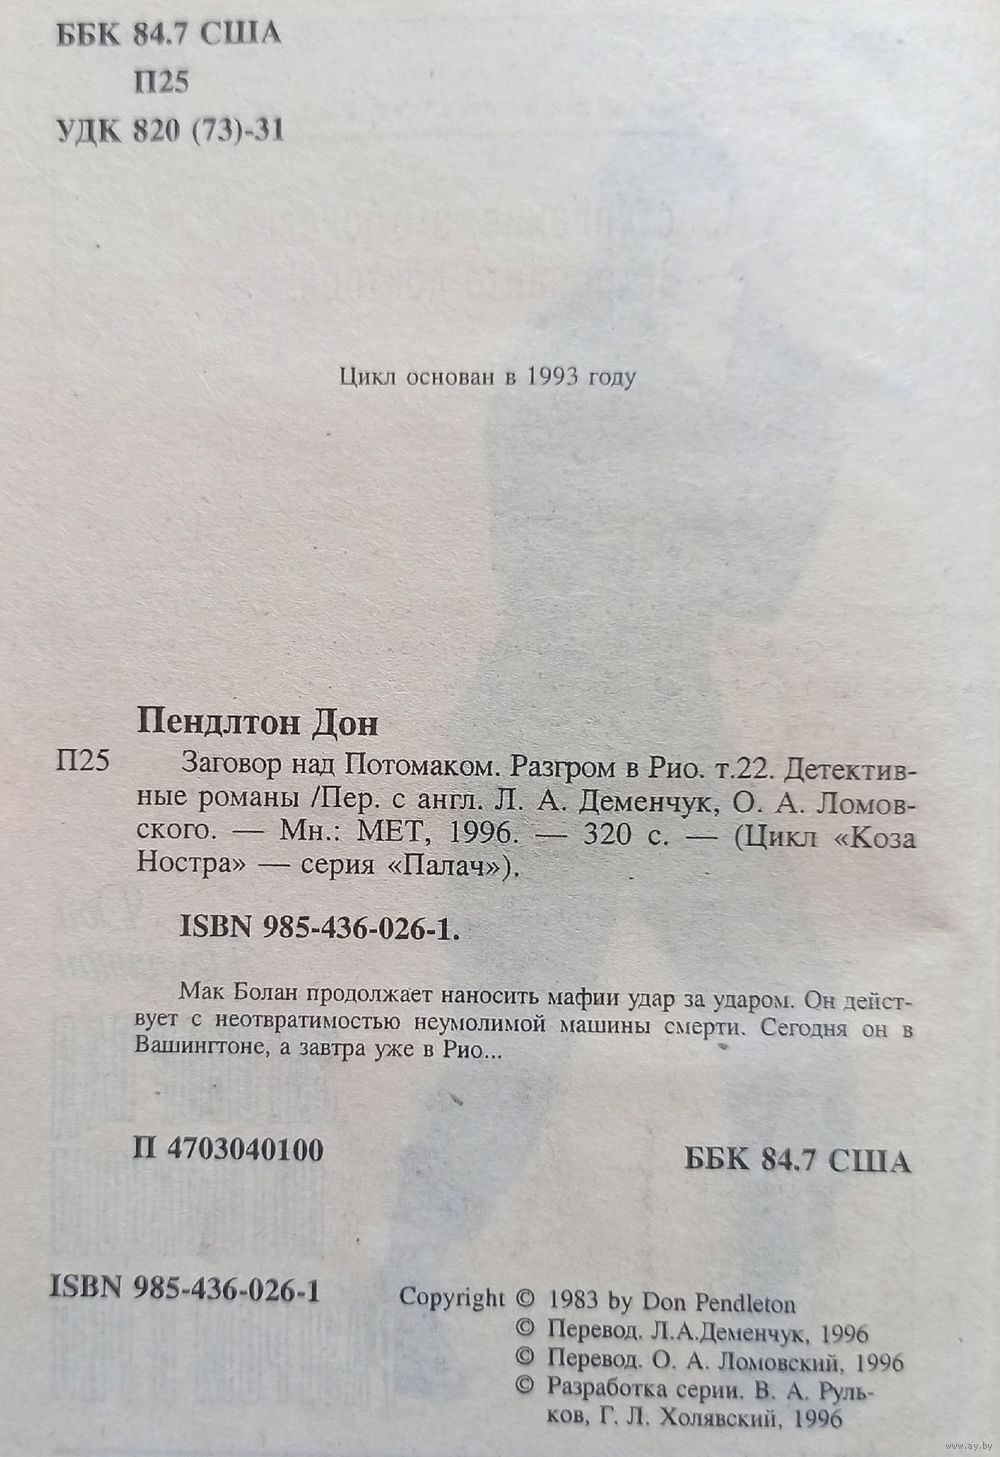 ББК 84.7 США
П25
УДК 820 (73)-31
Цикл основан в 1993 году
Пендлтон Дон
П25 Заговор над Потомаком. Разгром в Рио. т.22. Детектив-
ные романы /Пер. с англ. Л. А. Деменчук, О. А. Ломов-
ского. — Мн.: МЕТ, 1996. — 320 с. — (Цикл «Коза
Ностра» — серия «Палач»).
ISBN 985-436-026-1.
Мак Болан продолжает наносить мафии удар за ударом. Он дейст-
вует с неотвратимостью неумолимой машины смерти. Сегодня он в
Вашингтоне, а завтра уже в Рио...
П 4703040100
ББК 84.7 США
ISBN 985-436-026-1
Copyright © 1983 by Don Pendleton
© Перевод. Л.А.Деменчук, 1996
© Перевод. О. А. Ломовский, 1996
© Разработка серии. В. А. Руль-
ков, Г. Л. Холявский, 1996
www.ay.by